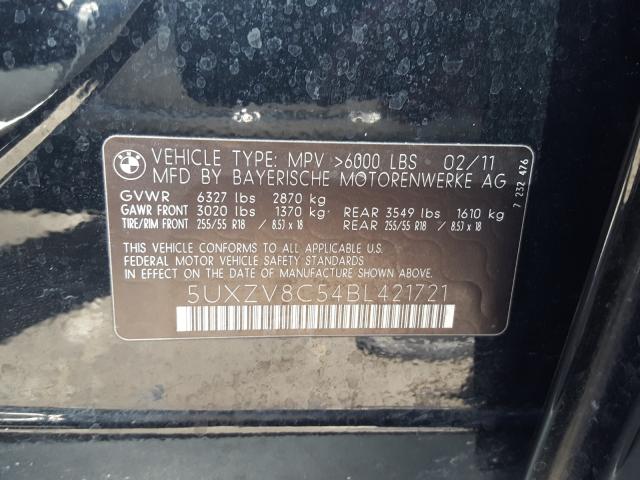 BMW
VEHICLE TYPE: MPV >6000 LBS 02/11
MFD BY BAYERISCHE MOTORENWERKE AG
GVWR 6327 lbs 2870 kg
GAWR FRONT 3020 lbs 1370 kg· REAR 3549 lbs 1610 kg
TIRE/RIM FRONT 255/55 R18 / 8.5J x 18 REAR 255/55 R18 / 8.5J x 18
THIS VEHICLE CONFORMS TO ALL APPLICABLE
FEDERAL MOTOR VEHICLE SAFETY STANDARDS
IN EFFECT ON THE DATE OF MANUFACTURE SHOWN ABOVE.
5UXZV8C54BL421721
7 232 476